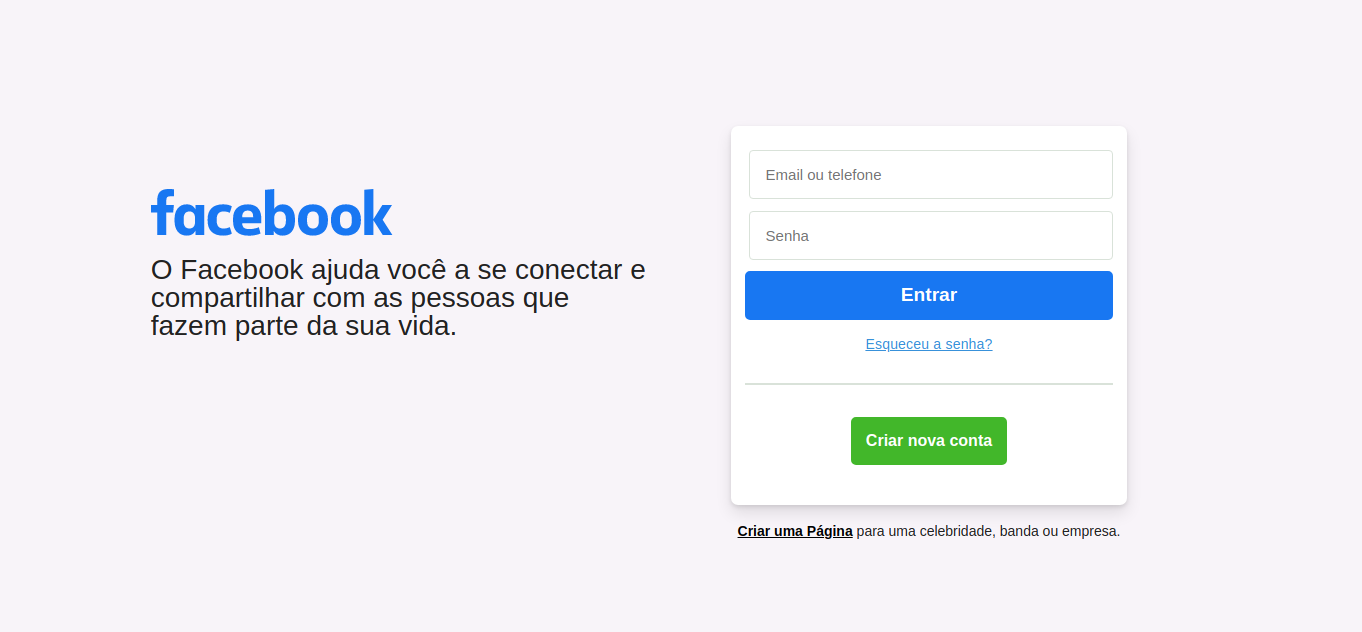 facebook
O Facebook ajuda você a se conectar e
compartilhar com as pessoas que
fazem parte da sua vida.
Email ou telefone
Senha
Entrar
Esqueceu a senha?
Criar nova conta
Criar uma Página para uma celebridade, banda ou empresa.